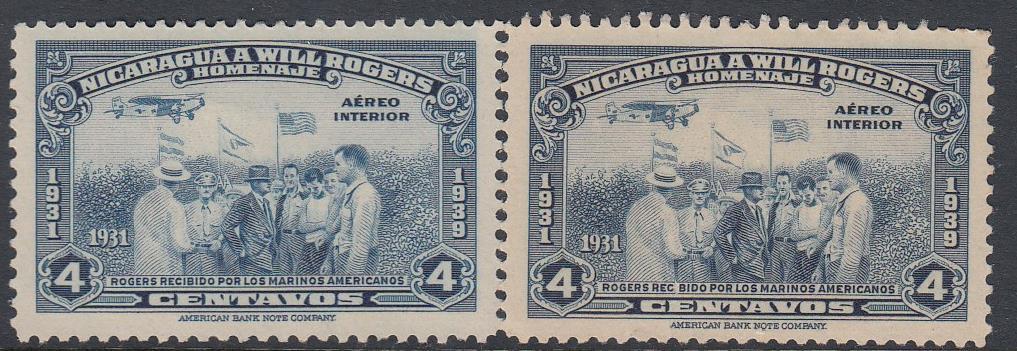 NICARAGUA A WILL ROGERS
HOMENAJE
AÉREO
INTERIOR
1931
1939
1931
4
ROGERS RECIBIDO POR LOS MARINOS AMERICANOS
4
CENTAVOS
AMERICAN BANK NOTE COMPANY.
NICARAGUA A WILL ROGERS
HOMENAJE
AÉREO
INTERIOR
1931
1939
1931
4
ROGERS REC BIDO POR LOS MARINOS AMERICANOS
4
CENTAVOS
AMERICAN BANK NOTE COMPANY.